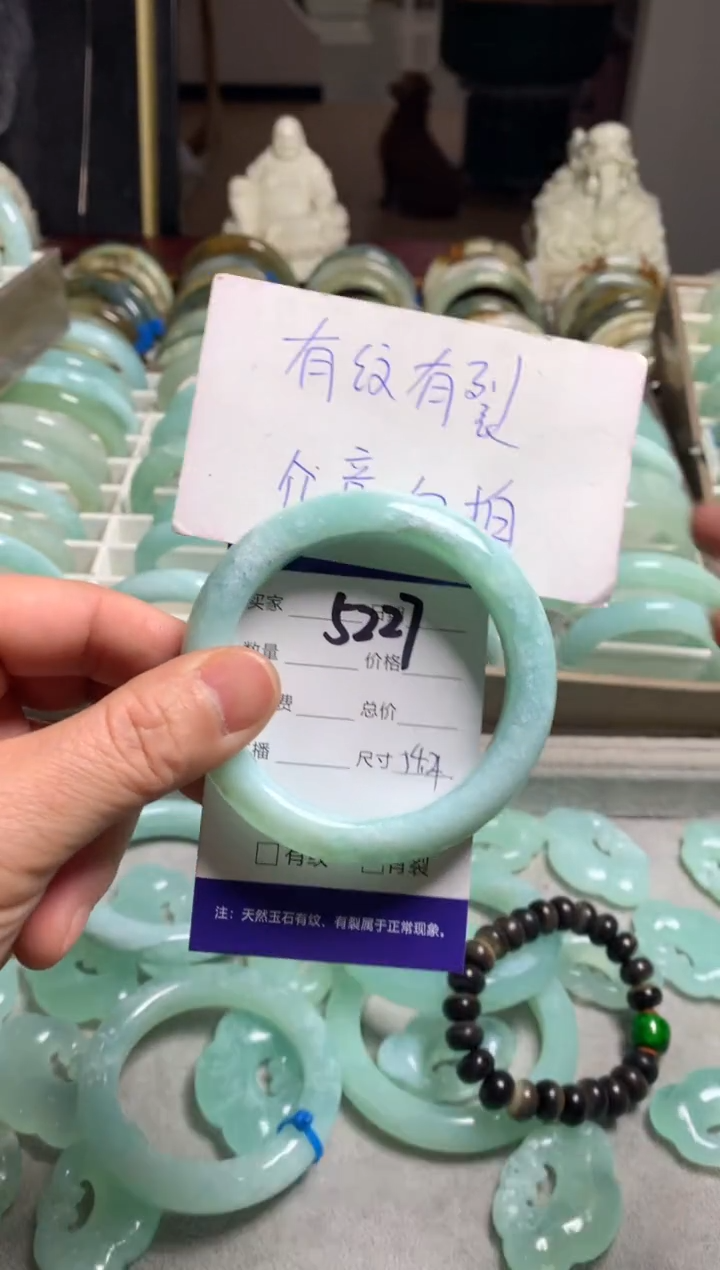 有纹有裂
介意勿拍
买家
5227
数量 价格
费 总价
播 尺寸 54.2
有纹 有裂
注：天然玉石有纹、有裂属于正常现象。